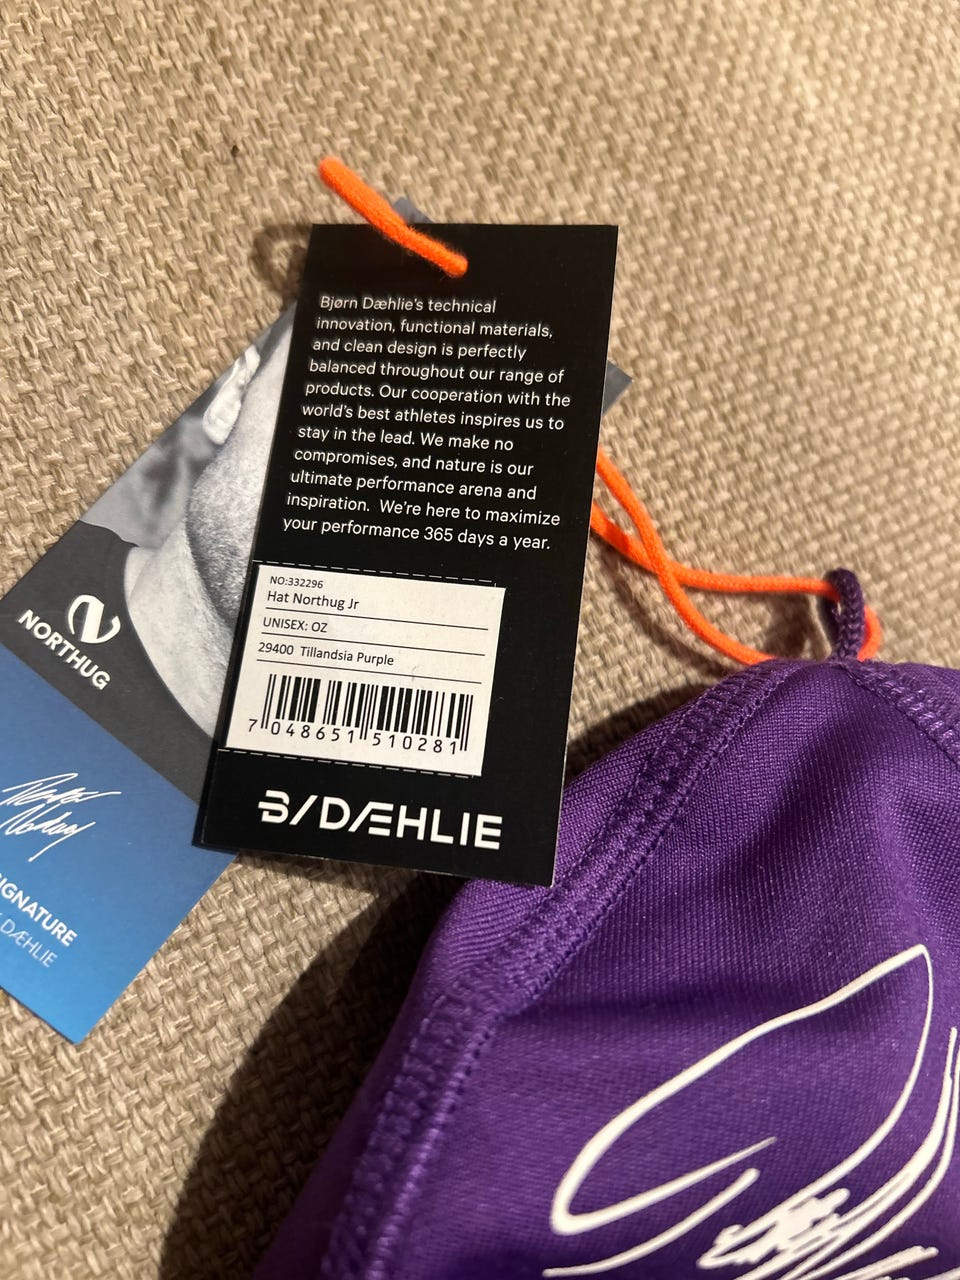 Bjørn Dæhlie's technical
innovation, functional materials,
and clean design is perfectly
balanced throughout our range of
products. Our cooperation with the
world's best athletes inspires us to
stay in the lead. We make no
compromises, and nature is our
ultimate performance arena and
inspiration. We're here to maximize
your performance 365 days a year.
NO:332296
Hat Northug Jr
UNISEX: OZ
29400 Tillandsia Purple
7 048651 510281
B/DÆHLIE
NORTHUG
IGNATURE
DÆHLIE